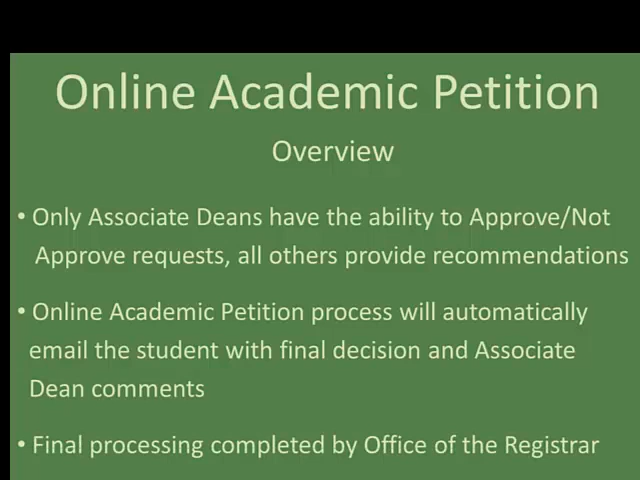 Online Academic Petition
Overview
• Only Associate Deans have the ability to Approve/Not
Approve requests, all others provide recommendations
• Online Academic Petition process will automatically
email the student with final decision and Associate
Dean comments
• Final processing completed by Office of the Registrar